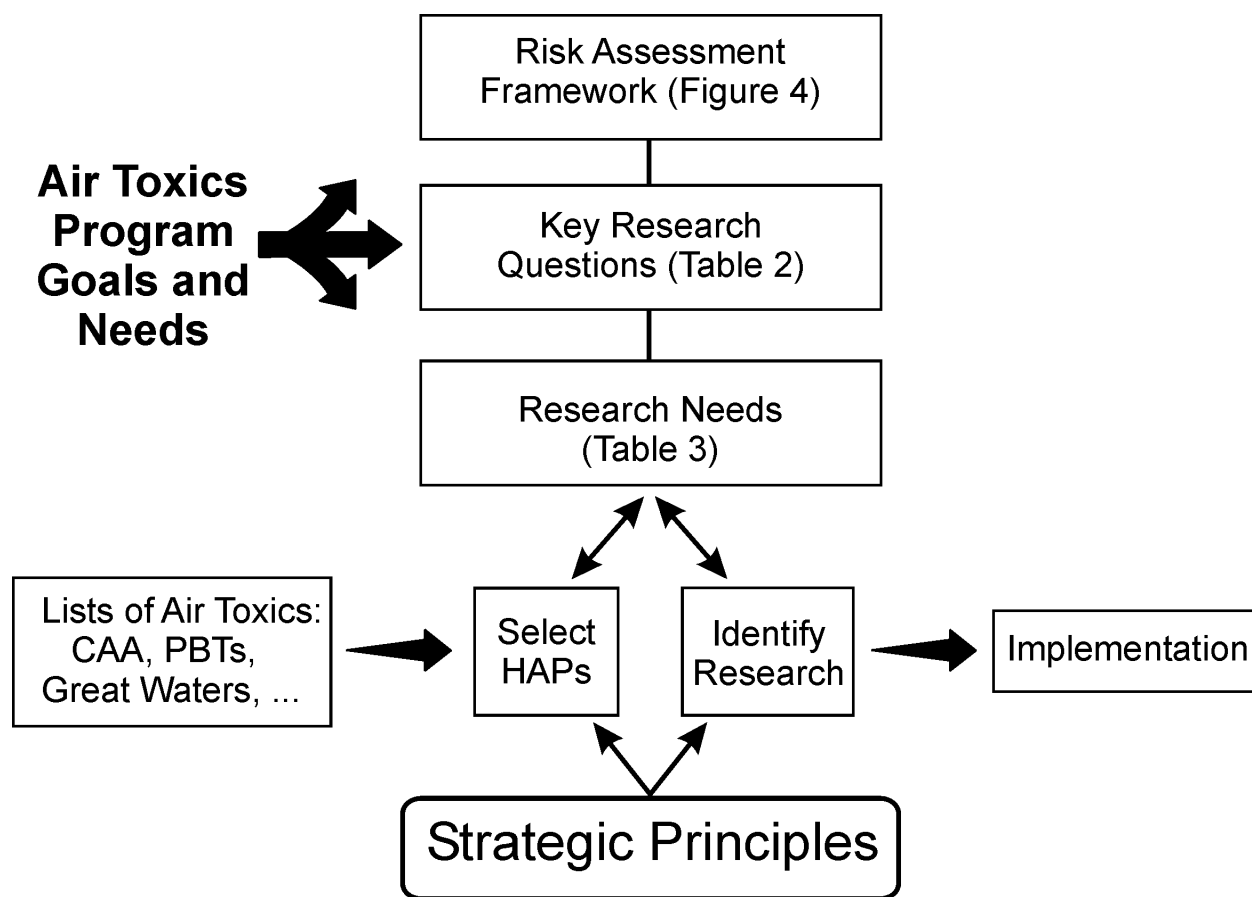 Risk Assessment
Framework (Figure 4)
Air Toxics
Program
Goals and
Needs
Key Research
Questions (Table 2)
Research Needs
(Table 3)
Lists of Air Toxics:
CAA, PBTs,
Great Waters, ...
Select
HAPs
Identify
Research
Implementation
Strategic Principles